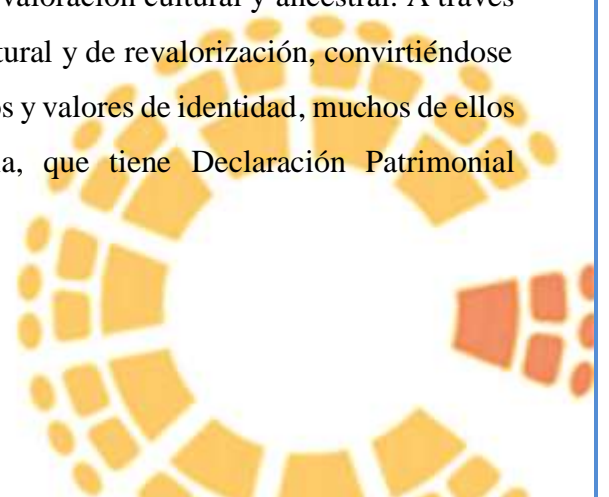 valoración cultural y ancestral. A través
tural y de revalorización, convirtiéndose
s y valores de identidad, muchos de ellos
a, que tiene Declaración Patrimonial